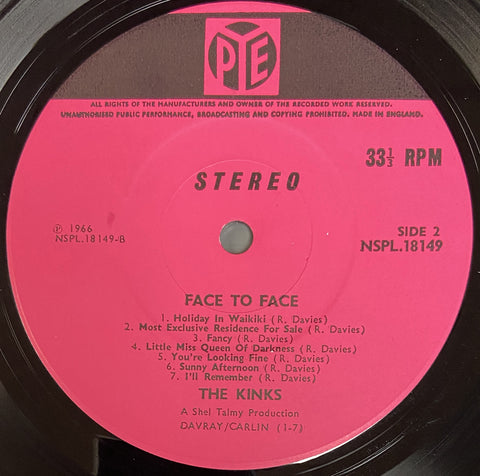 PYE
ALL RIGHTS OF THE MANUFACTURERS AND OWNER OF THE RECORDED WORK RESERVED.
UNAUTHORISED PUBLIC PERFORMANCE, BROADCASTING AND COPYING PROHIBITED. MADE IN ENGLAND.
33⅓ RPM
STEREO
℗ 1966
NSPL.18149-B
SIDE 2
NSPL.18149
FACE TO FACE
1. Holiday In Waikiki (R. Davies)
2. Most Exclusive Residence For Sale (R. Davies)
3. Fancy (R. Davies)
4. Little Miss Queen Of Darkness (R. Davies)
5. You're Looking Fine (R. Davies)
6. Sunny Afternoon (R. Davies)
7. I'll Remember (R. Davies)
THE KINKS
A Shel Talmy Production
DAVRAY/CARLIN (1-7)